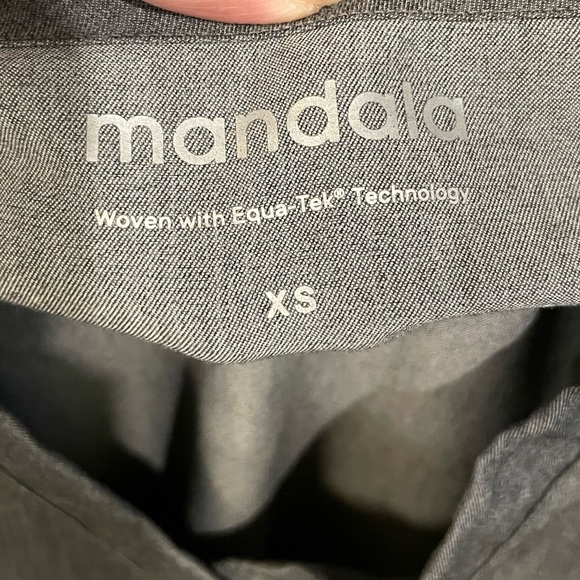 mandala
Woven with Equa-Tek® Technology
XS